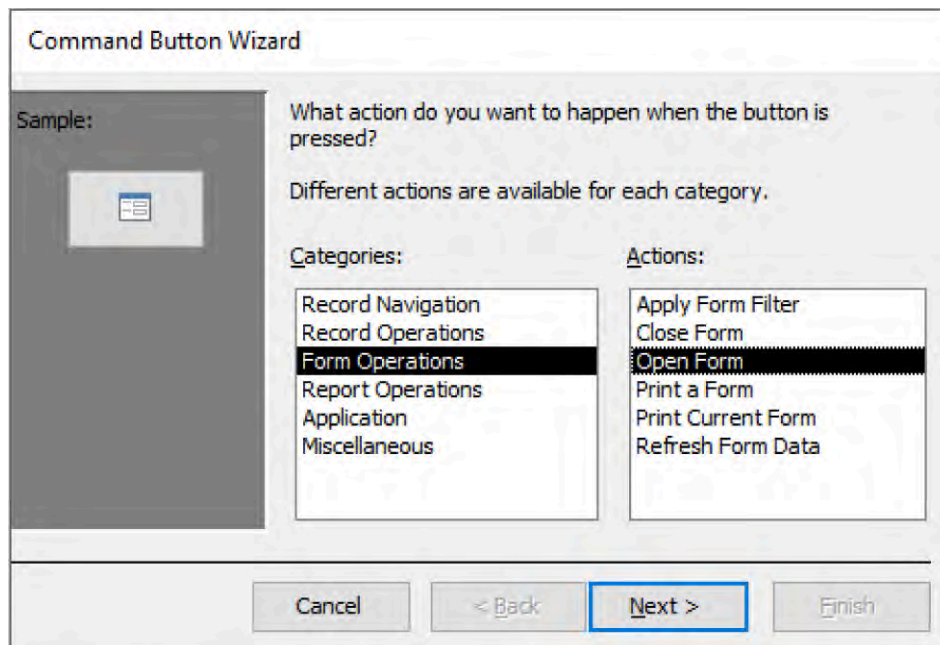 Command Button Wizard
Sample:
What action do you want to happen when the button is
pressed?
Different actions are available for each category.
Categories:
Record Navigation
Record Operations
Form Operations
Report Operations
Application
Miscellaneous
Actions:
Apply Form Filter
Close Form
Open Form
Print a Form
Print Current Form
Refresh Form Data
Cancel
< Back
Next >
Finish